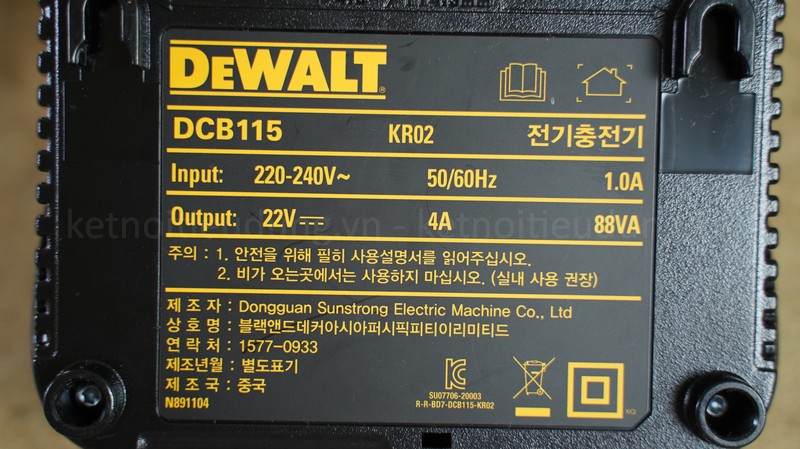 DEWALT®
DCB115 KR02 전기충전기
Input: 220-240V~ 50/60Hz 1.0A
Output: 22V⎓ 4A 88VA
주의 : 1. 안전을 위해 필히 사용설명서를 읽어주십시오.
2. 비가 오는곳에서는 사용하지 마십시오. (실내 사용 권장)
제 조 자 : Dongguan Sunstrong Electric Machine Co., Ltd
상 호 명 : 블랙앤드데커아시아퍼시픽피티이리미티드
연 락 처 : 1577-0933
제조년월 : 별도표기
제 조 국 : 중국
N891104
SU07706-20003
R-R-BD7-DCB115-KR02